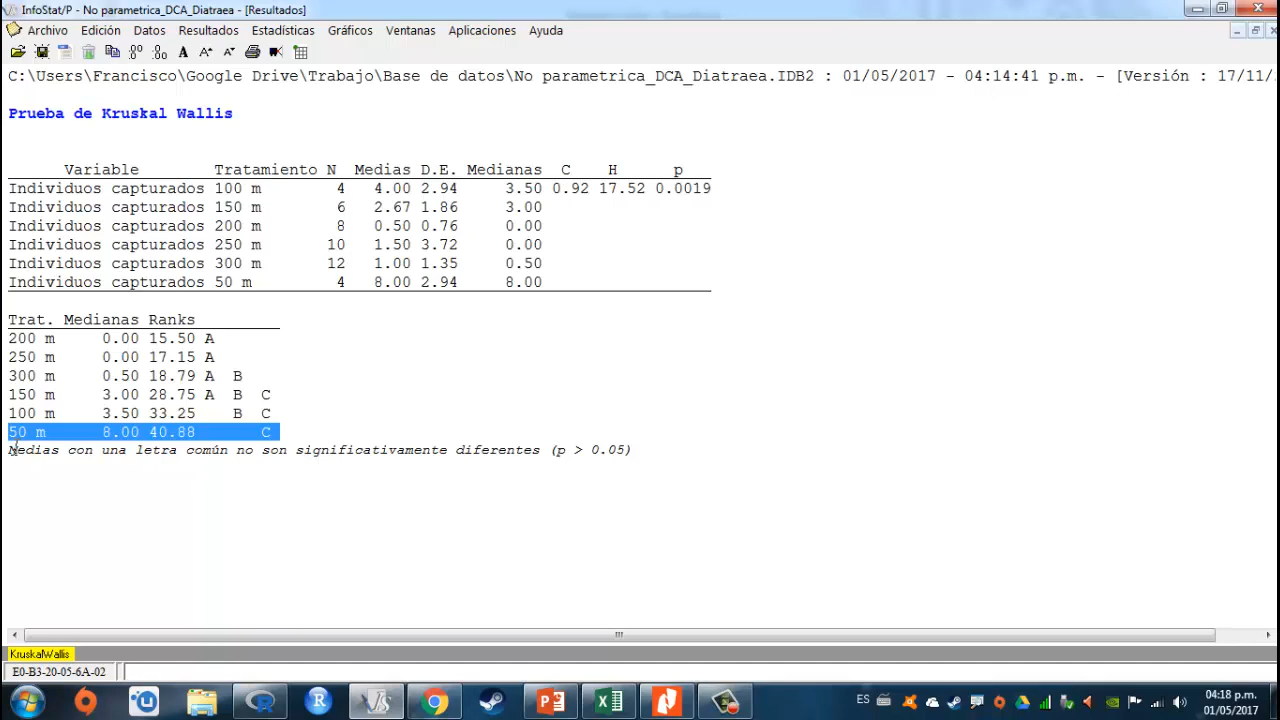 InfoStat/P - No parametrica_DCA_Diatraea - [Resultados]
Archivo Edición Datos Resultados Estadísticas Gráficos Ventanas Aplicaciones Ayuda
C:\Users\Francisco\Google Drive\Trabajo\Base de datos\No parametrica_DCA_Diatraea.IDB2 : 01/05/2017 - 04:14:41 p.m. - [Versión : 17/11/
Prueba de Kruskal Wallis
Variable Tratamiento N Medias D.E. Medianas C H p
Individuos capturados 100 m 4 4.00 2.94 3.50 0.92 17.52 0.0019
Individuos capturados 150 m 6 2.67 1.86 3.00
Individuos capturados 200 m 8 0.50 0.76 0.00
Individuos capturados 250 m 10 1.50 3.72 0.00
Individuos capturados 300 m 12 1.00 1.35 0.50
Individuos capturados 50 m 4 8.00 2.94 8.00
Trat. Medianas Ranks
200 m 0.00 15.50 A
250 m 0.00 17.15 A
300 m 0.50 18.79 A B
150 m 3.00 28.75 A B C
100 m 3.50 33.25 B C
50 m 8.00 40.88 C
Medias con una letra común no son significativamente diferentes (p > 0.05)
KruskalWallis
E0-B3-20-05-6A-02
ES
04:18 p.m.
01/05/2017